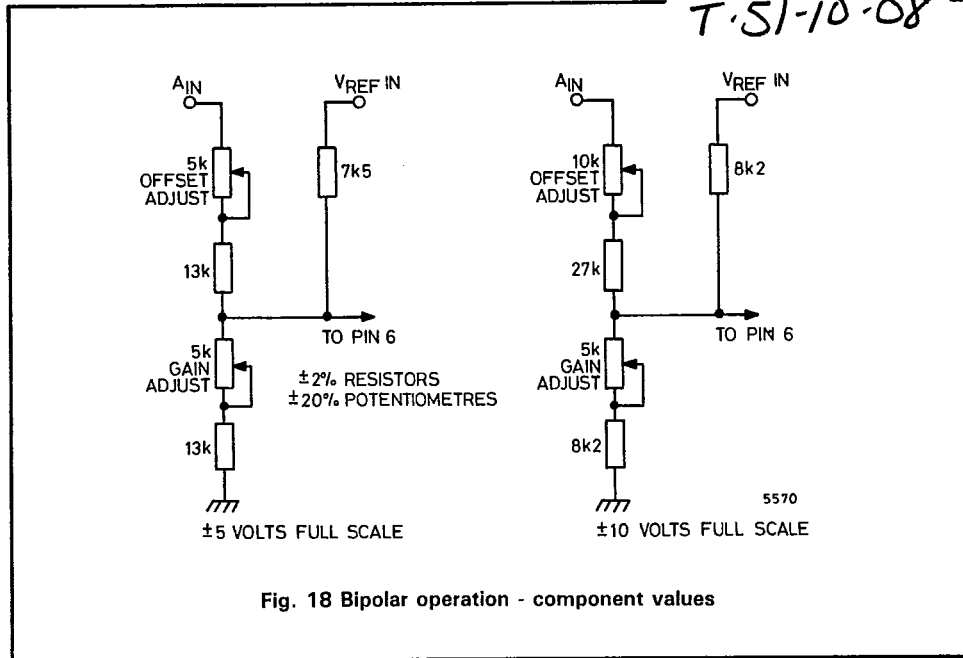 T-51-10-08
AIN
VREF IN
5k
OFFSET
ADJUST
7k5
13k
TO PIN 6
5k
GAIN
ADJUST
±2% RESISTORS
±20% POTENTIOMETRES
13k
±5 VOLTS FULL SCALE
AIN
VREF IN
10k
OFFSET
ADJUST
8k2
27k
TO PIN 6
5k
GAIN
ADJUST
8k2
5570
±10 VOLTS FULL SCALE
Fig. 18 Bipolar operation - component values